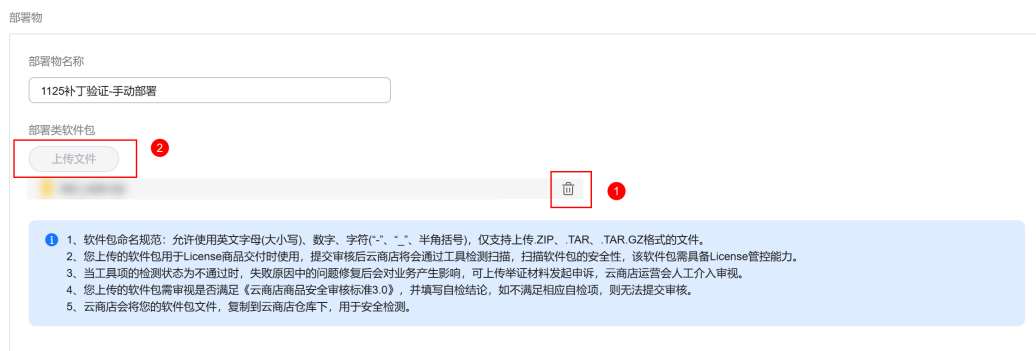 部署物
部署物名称
1125补丁验证-手动部署
部署类软件包
上传文件
2
1
1、软件包命名规范：允许使用英文字母(大小写)、数字、字符(“-”、“_”、半角括号)，仅支持上传.ZIP、.TAR、.TAR.GZ格式的文件。
2、您上传的软件包用于License商品交付时使用，提交审核后云商店将会通过工具检测扫描，扫描软件包的安全性，该软件包需具备License管控能力。
3、当工具项的检测状态为不通过时，失败原因中的问题修复后会对业务产生影响，可上传举证材料发起申诉，云商店运营会人工介入审视。
4、您上传的软件包需审视是否满足《云商店商品安全审核标准3.0》，并填写自检结论，如不满足相应自检项，则无法提交审核。
5、云商店会将您的软件包文件，复制到云商店仓库下，用于安全检测。